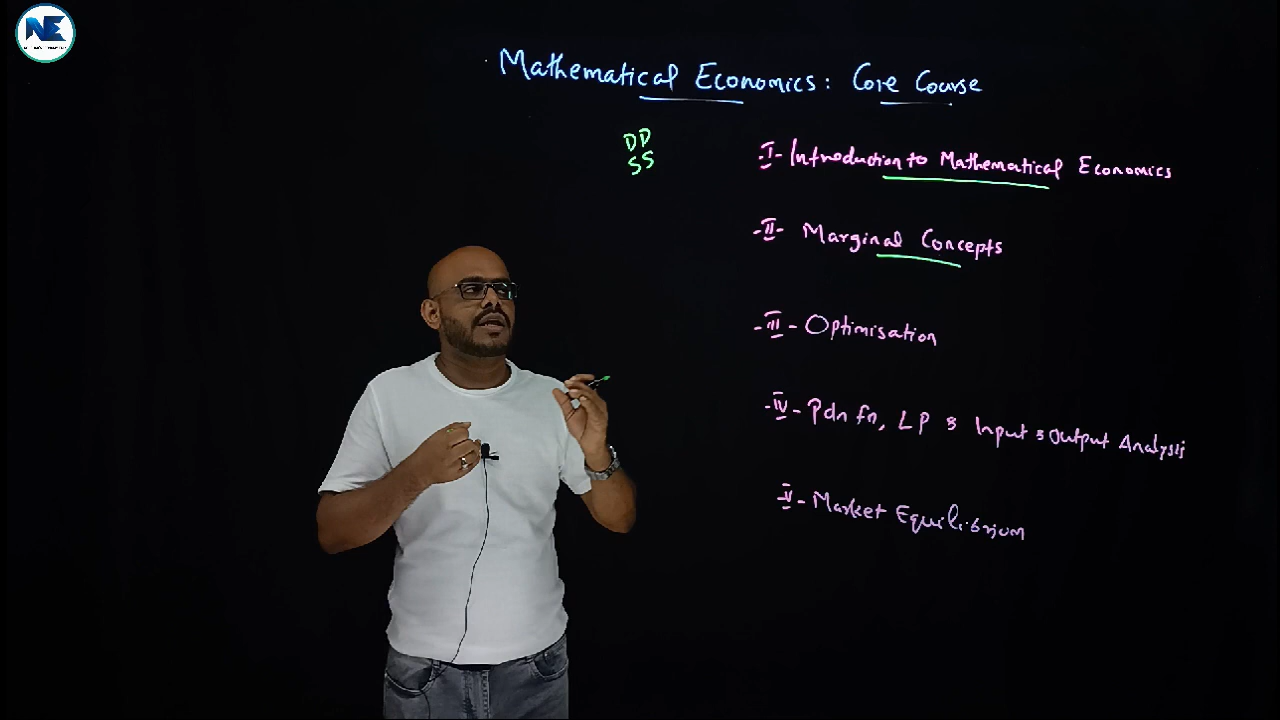 NE
Mathematical Economics: Core Course
DD
SS
-I- Introduction to Mathematical Economics
-II- Marginal Concepts
-III- Optimisation
-IV- Pdn fn, LP & Input & Output Analysis
-V- Market Equilibrium